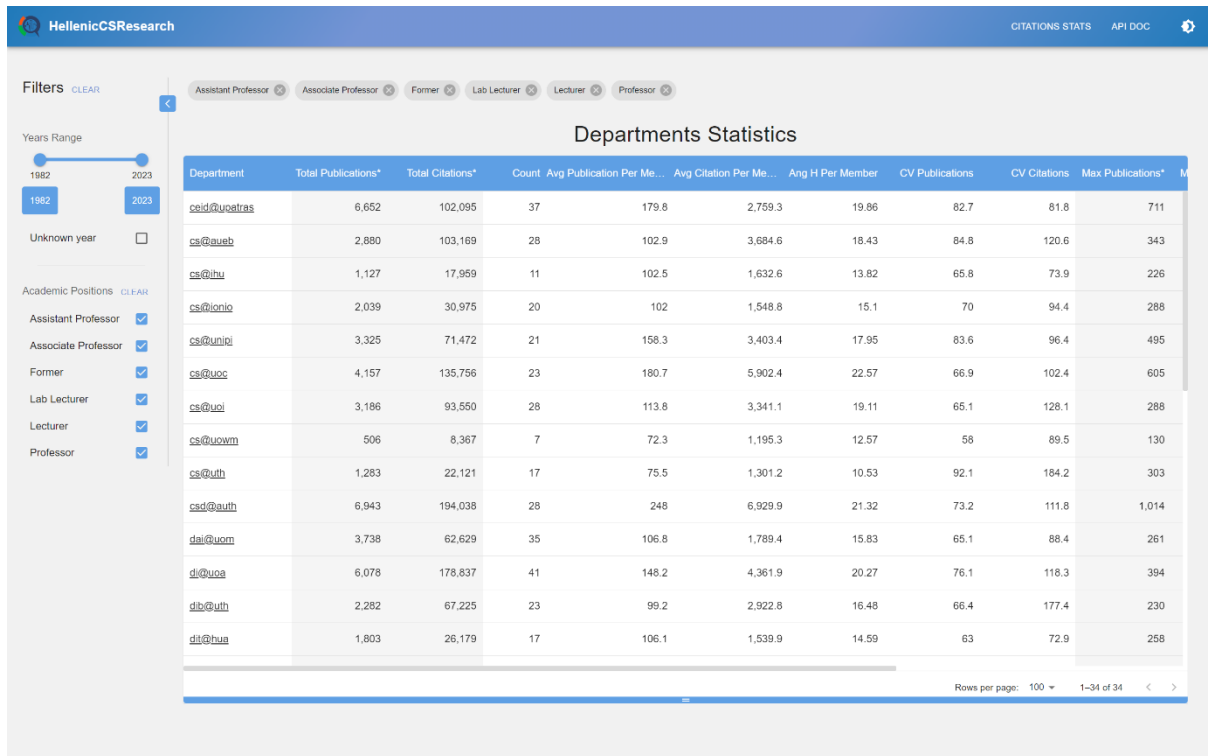 HellenicCSResearch CITATIONS STATS API DOC
Filters CLEAR
Assistant Professor Associate Professor Former Lab Lecturer Lecturer Professor
Departments Statistics
Years Range
1982 2023
1982 2023
Unknown year
Academic Positions CLEAR
Assistant Professor
Associate Professor
Former
Lab Lecturer
Lecturer
Professor
Department Total Publications* Total Citations* Count Avg Publication Per Me... Avg Citation Per Me... Ang H Per Member CV Publications CV Citations Max Publications* M
ceid@upatras 6,652 102,095 37 179.8 2,759.3 19.86 82.7 81.8 711
cs@aueb 2,880 103,169 28 102.9 3,684.6 18.43 84.8 120.6 343
cs@ihu 1,127 17,959 11 102.5 1,632.6 13.82 65.8 73.9 226
cs@ionio 2,039 30,975 20 102 1,548.8 15.1 70 94.4 288
cs@unipi 3,325 71,472 21 158.3 3,403.4 17.95 83.6 96.4 495
cs@uoc 4,157 135,756 23 180.7 5,902.4 22.57 66.9 102.4 605
cs@uoi 3,186 93,550 28 113.8 3,341.1 19.11 65.1 128.1 288
cs@uowm 506 8,367 7 72.3 1,195.3 12.57 58 89.5 130
cs@uth 1,283 22,121 17 75.5 1,301.2 10.53 92.1 184.2 303
csd@auth 6,943 194,038 28 248 6,929.9 21.32 73.2 111.8 1,014
dai@uom 3,738 62,629 35 106.8 1,789.4 15.83 65.1 88.4 261
di@uoa 6,078 178,837 41 148.2 4,361.9 20.27 76.1 118.3 394
dib@uth 2,282 67,225 23 99.2 2,922.8 16.48 66.4 177.4 230
dit@hua 1,803 26,179 17 106.1 1,539.9 14.59 63 72.9 258
Rows per page: 100 1–34 of 34